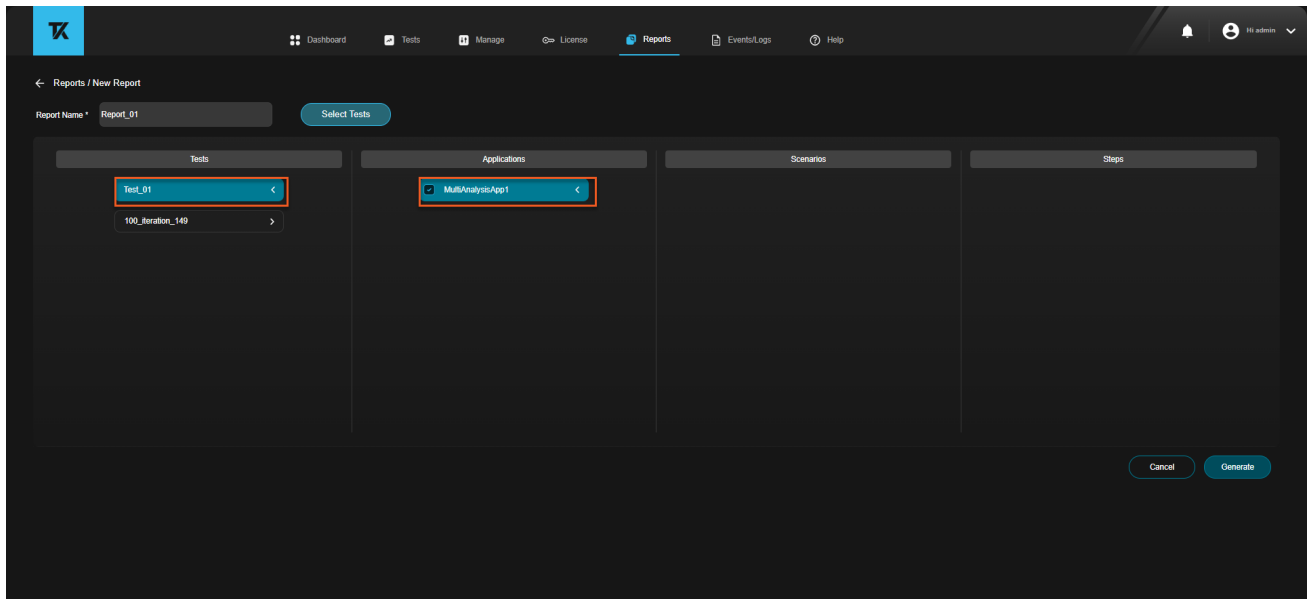 TK
Dashboard Tests Manage License Reports Events/Logs Help Hi admin
Reports / New Report
Report Name * Report_01 Select Tests
Tests Applications Scenarios Steps
Test_01 MultiAnalysisApp1
100_iteration_149
Cancel Generate